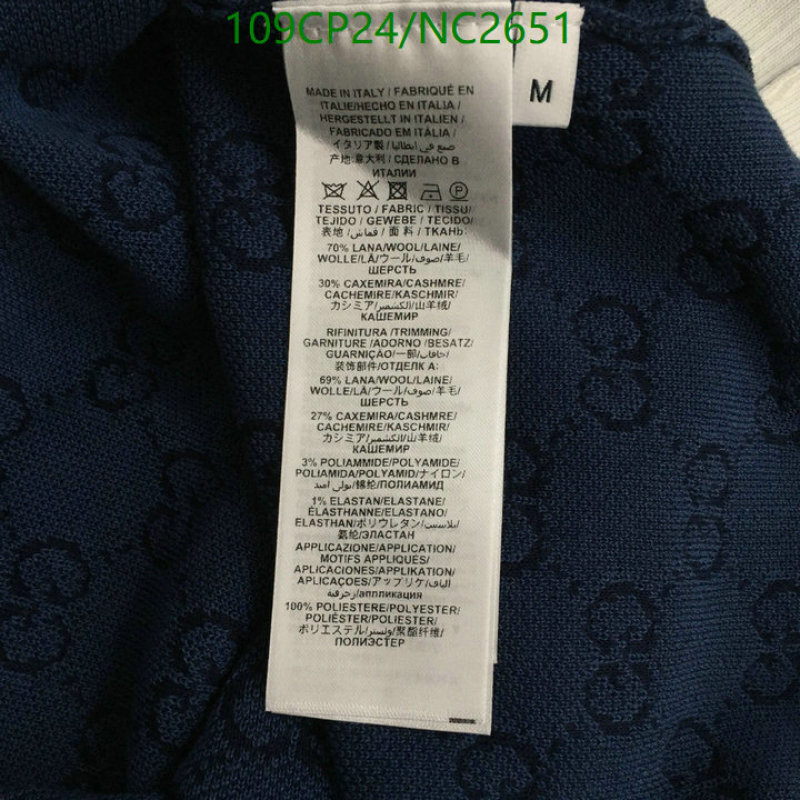 109CP24/NC2651
M
MADE IN ITALY / FABRIQUÉ EN
ITALIE/HECHO EN ITALIA /
HERGESTELLT IN ITALIEN /
FABRICADO EM ITÁLIA /
イタリア製 / صنع في ايطاليا /
产地:意大利 / СДЕЛАНО В
ИТАЛИИ
TESSUTO / FABRIC / TISSU/
TEJIDO / GEWEBE / TECIDO/
表地 / قماش / 面料 / ТКАНЬ:
70% LANA/WOOL/LAINE/
WOLLE/LÃ/ウール/صوف/羊毛/
ШЕРСТЬ
30% CAXEMIRA/CASHMRE/
CACHEMIRE/KASCHMIR/
カシミア/الكشمير/山羊绒/
КАШЕМИР
RIFINITURA /TRIMMING/
GARNITURE /ADORNO /BESATZ/
GUARNIÇÃO/一部/حافات/
装饰部件/ОТДЕЛК А:
69% LANA/WOOL/LAINE/
WOLLE/LÃ/ウール/صوف/羊毛/
ШЕРСТЬ
27% CAXEMIRA/CASHMRE/
CACHEMIRE/KASCHMIR/
カシミア/الكشمير/山羊绒/
КАШЕМИР
3% POLIAMMIDE/POLYAMIDE/
POLIAMIDA/POLYAMID/ナイロン/
بولي اميد/锦纶/ПОЛИАМИД
1% ELASTAN/ELASTANE/
ÉLASTHANNE/ELASTANO/
ELASTHAN/ポリウレタン/ايلاستين/
氨纶/ЭЛАСТАН
APPLICAZIONE/APPLICATION/
MOTIFS APPLIQUÉS/
APLICACIONES/APPLIKATION/
APLICAÇOES/アップリケ/الياف
زخرفية/аппликация
100% POLIESTERE/POLYESTER/
POLIÉSTER/POLIESTER/
ポリエステル/بوليستر/聚酯纤维/
ПОЛИЭСТЕР